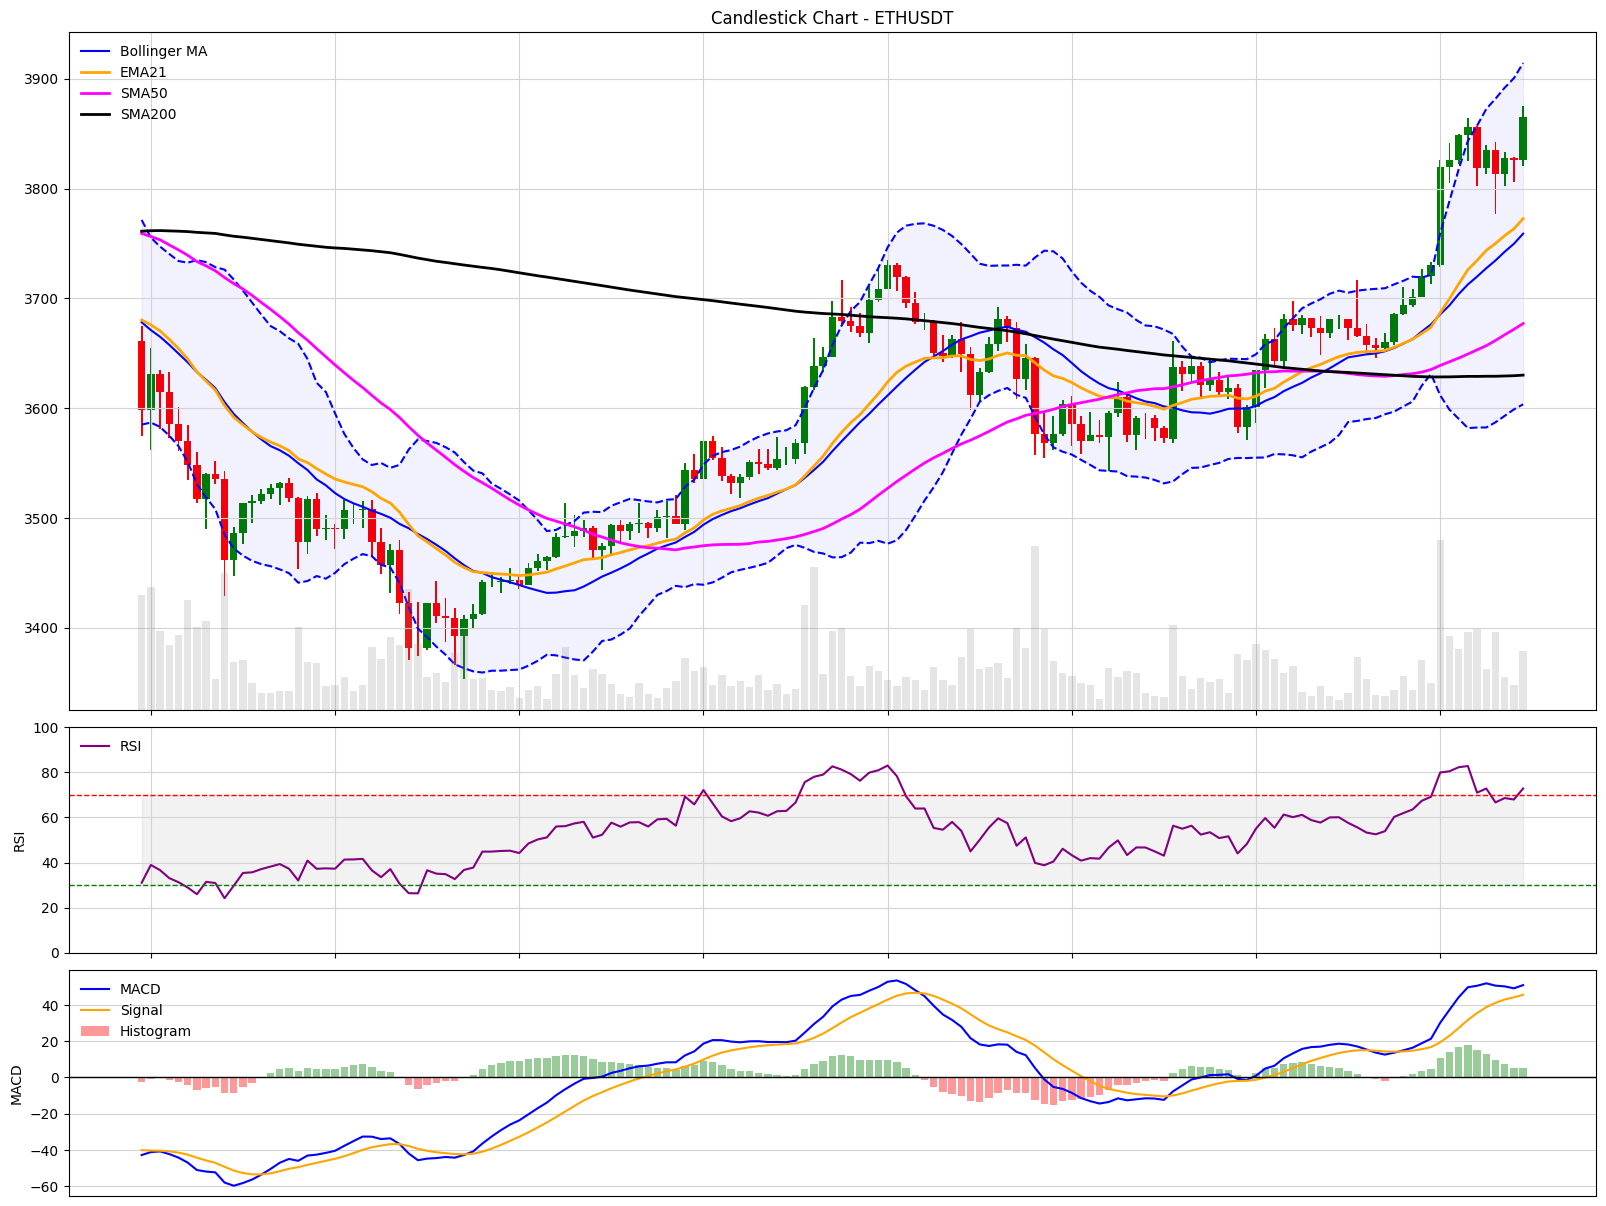 Candlestick Chart - ETHUSDT
Bollinger MA
EMA21
SMA50
SMA200
3900
3800
3700
3600
3500
3400
100
80
60
40
20
0
RSI
RSI
40
20
0
−20
−40
−60
MACD
MACD
Signal
Histogram